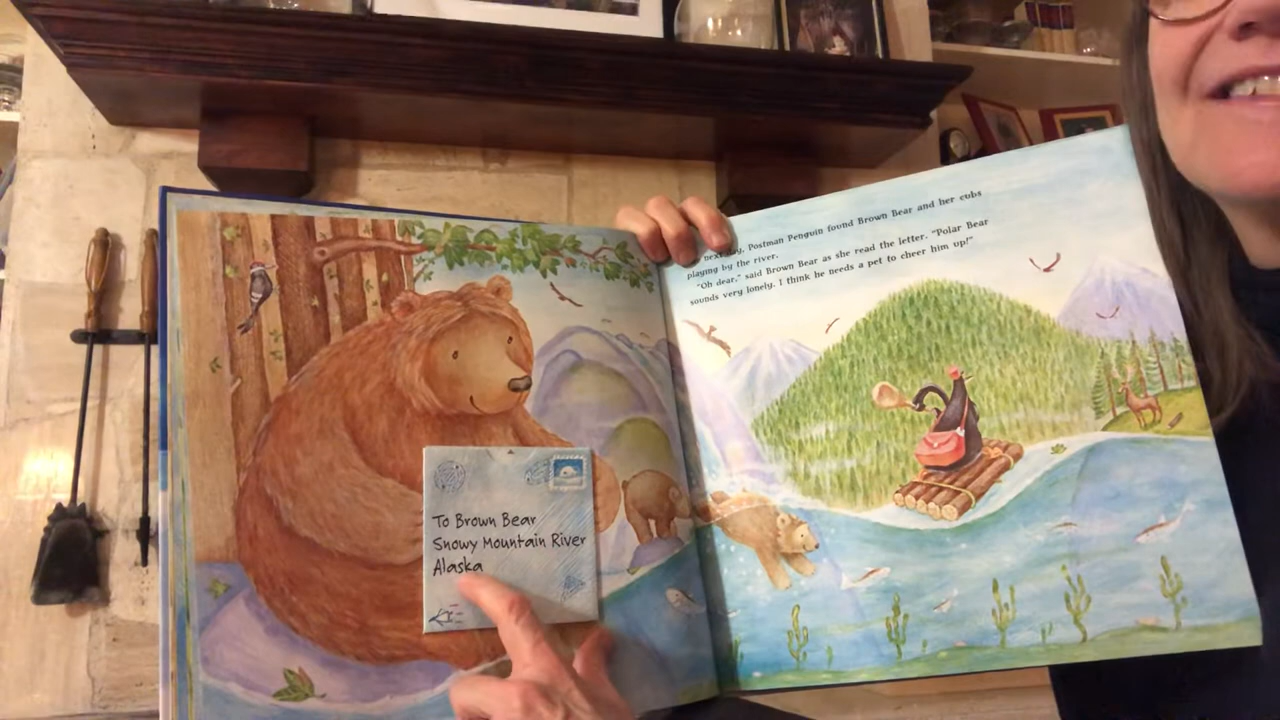 To Brown Bear
Snowy Mountain River
Alaska
next day, Postman Penguin found Brown Bear and her cubs
playing by the river.
"Oh dear," said Brown Bear as she read the letter. "Polar Bear
sounds very lonely. I think he needs a pet to cheer him up!"